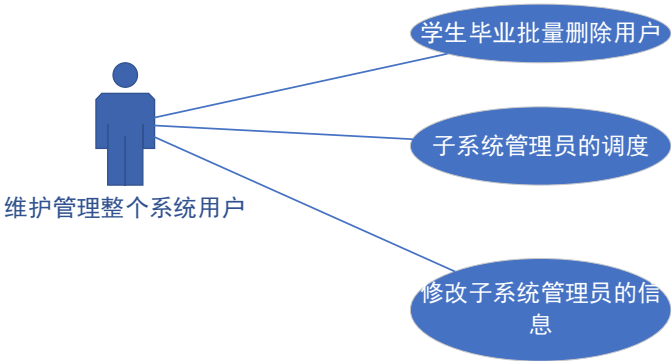 学生毕业批量删除用户
子系统管理员的调度
维护管理整个系统用户
修改子系统管理员的信
息